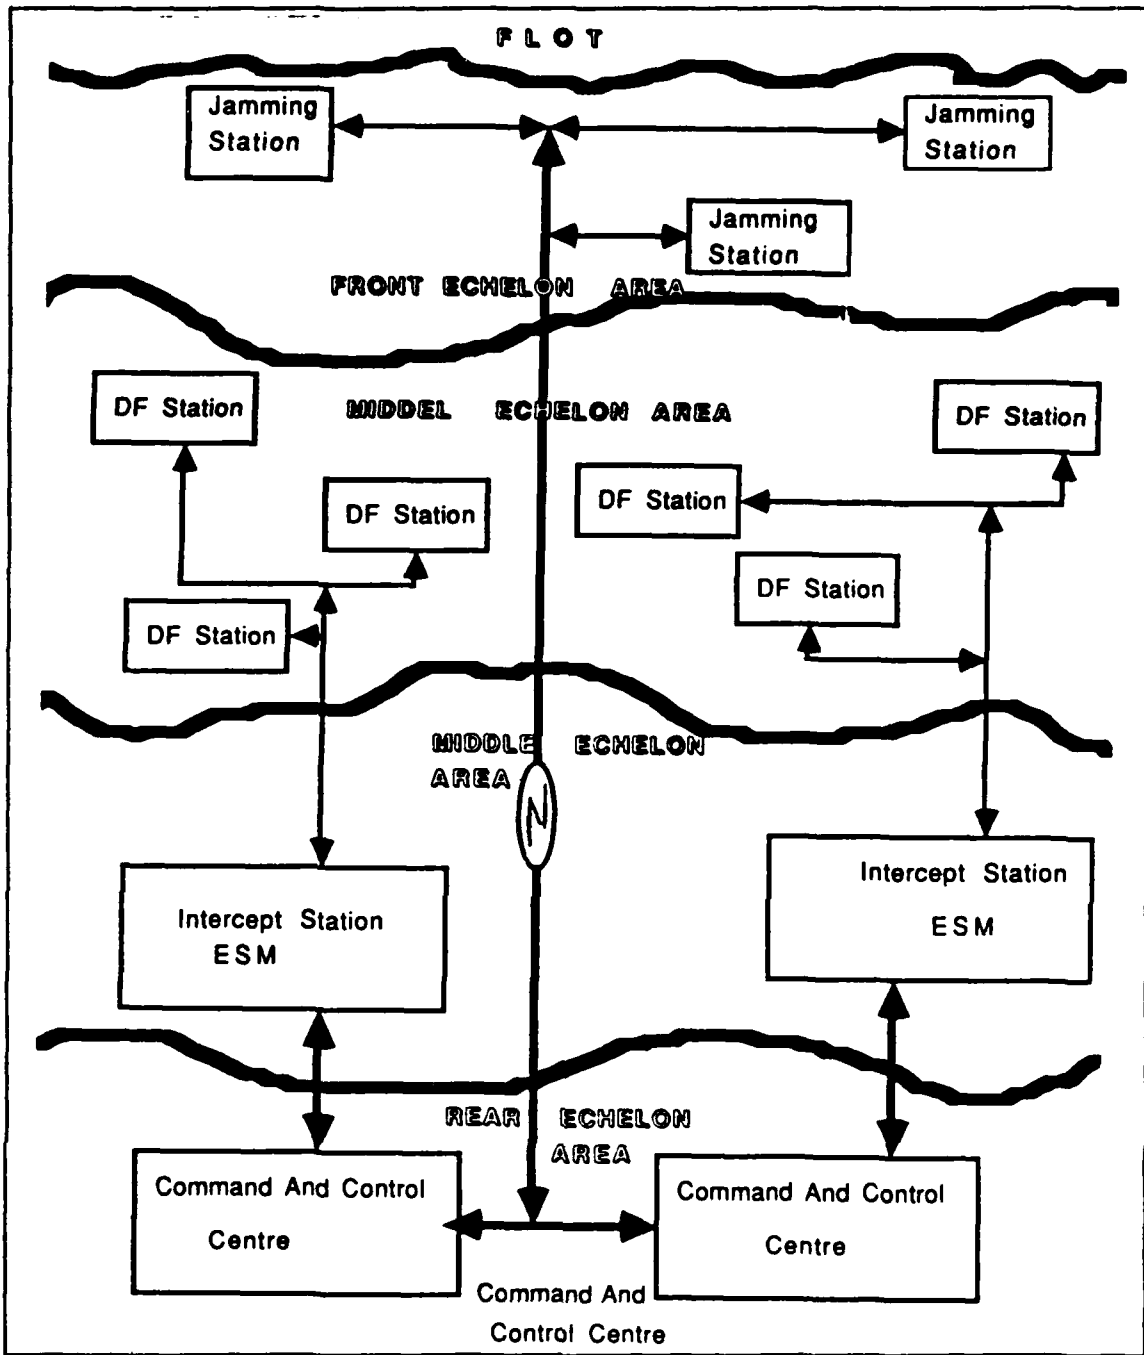 FLOT
Jamming
Station
Jamming
Station
Jamming
Station
FRONT ECHELON AREA
DF Station
MIDDEL ECHELON AREA
DF Station
DF Station
DF Station
DF Station
DF Station
MIDDLE ECHELON
AREA
N
Intercept Station
ESM
Intercept Station
ESM
REAR ECHELON
AREA
Command And Control
Centre
Command And Control
Centre
Command And
Control Centre